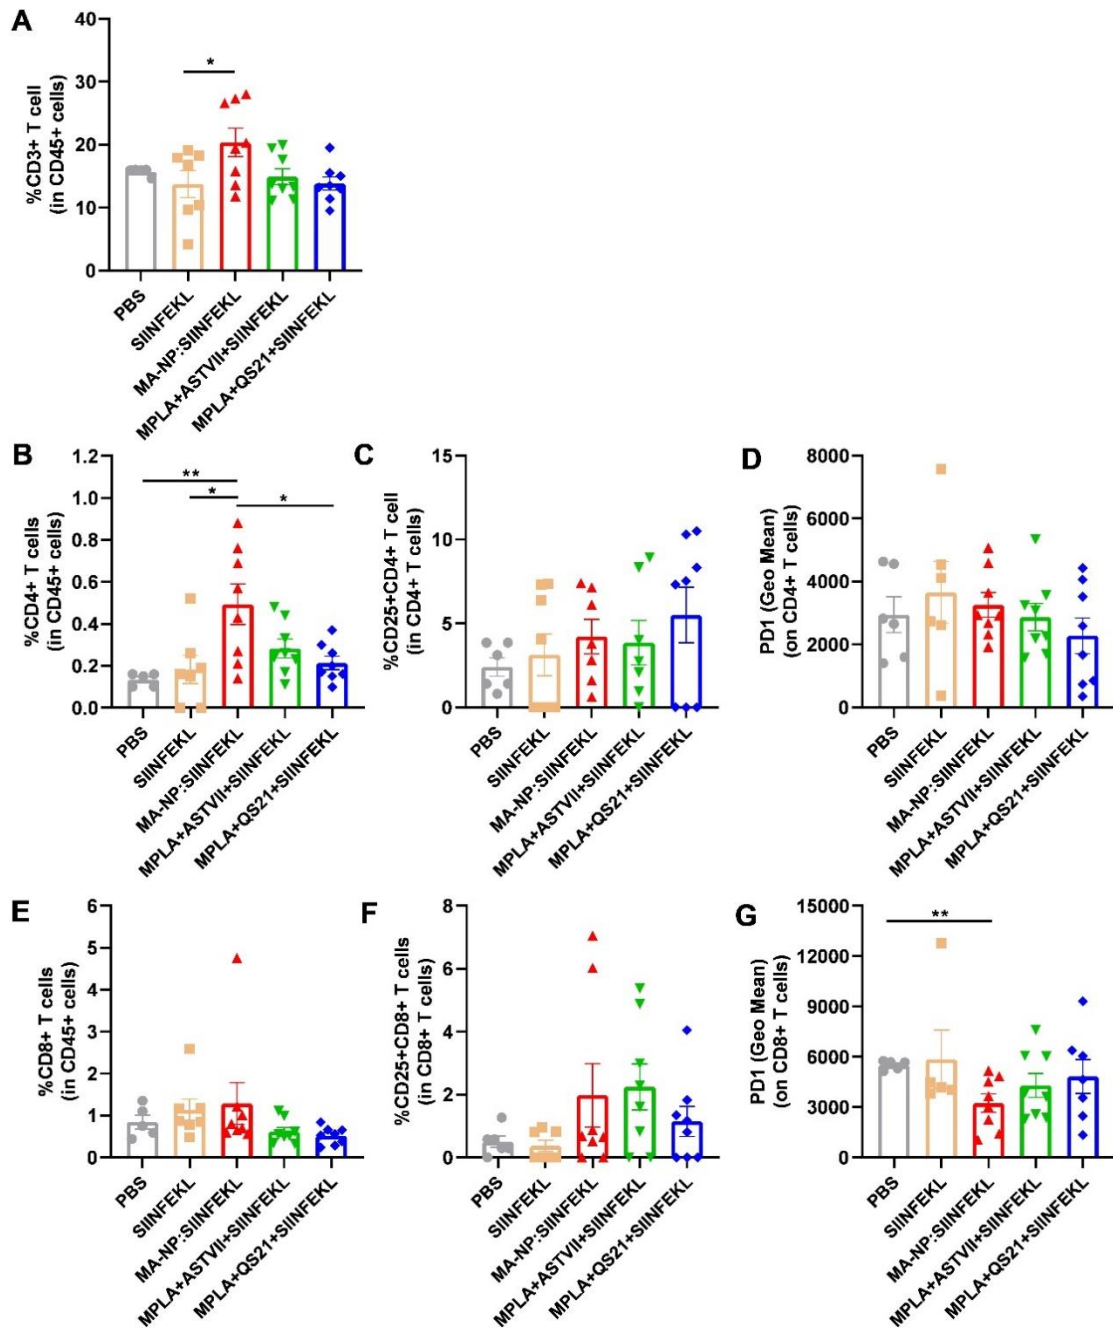 A
%CD3+ T cell
(in CD45+ cells)
40
30
20
10
0
*
PBS
SIINFEKL
MA-NP:SIINFEKL
MPLA+ASTVII+SIINFEKL
MPLA+QS21+SIINFEKL
B
%CD4+ T cells
(in CD45+ cells)
1.2
1.0
0.8
0.6
0.4
0.2
0.0
**
*
*
PBS
SIINFEKL
MA-NP:SIINFEKL
MPLA+ASTVII+SIINFEKL
MPLA+QS21+SIINFEKL
C
%CD25+CD4+ T cell
(in CD4+ T cells)
15
10
5
0
PBS
SIINFEKL
MA-NP:SIINFEKL
MPLA+ASTVII+SIINFEKL
MPLA+QS21+SIINFEKL
D
PD1 (Geo Mean)
(on CD4+ T cells)
8000
6000
4000
2000
0
PBS
SIINFEKL
MA-NP:SIINFEKL
MPLA+ASTVII+SIINFEKL
MPLA+QS21+SIINFEKL
E
%CD8+ T cells
(in CD45+ cells)
6
5
4
3
2
1
0
PBS
SIINFEKL
MA-NP:SIINFEKL
MPLA+ASTVII+SIINFEKL
MPLA+QS21+SIINFEKL
F
%CD25+CD8+ T cells
(in CD8+ T cells)
8
6
4
2
0
PBS
SIINFEKL
MA-NP:SIINFEKL
MPLA+ASTVII+SIINFEKL
MPLA+QS21+SIINFEKL
G
PD1 (Geo Mean)
(on CD8+ T cells)
15000
12000
9000
6000
3000
0
**
PBS
SIINFEKL
MA-NP:SIINFEKL
MPLA+ASTVII+SIINFEKL
MPLA+QS21+SIINFEKL